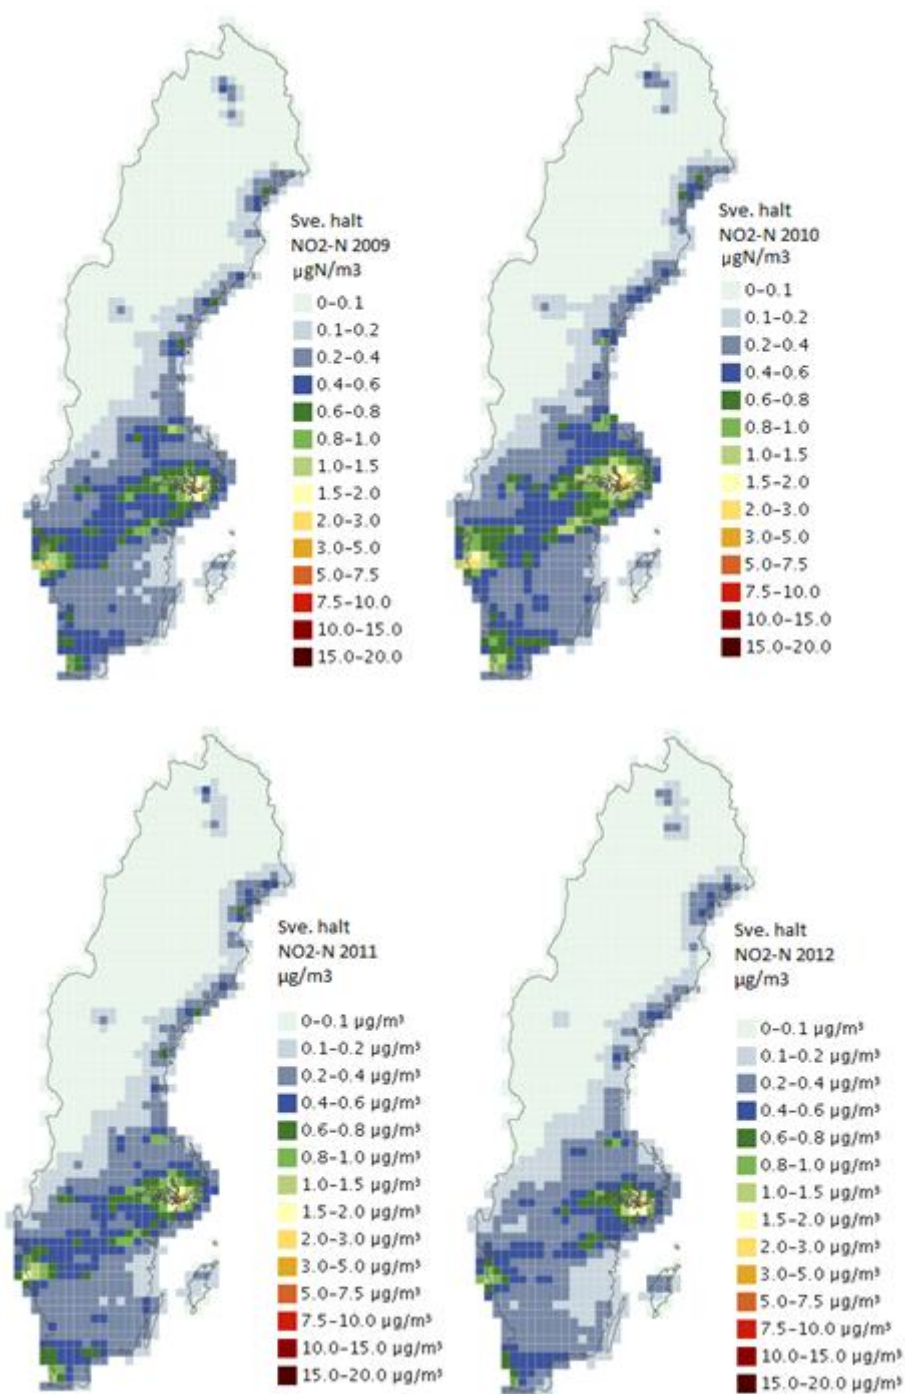 Sve. halt
NO2-N 2009
µgN/m3
0–0.1
0.1–0.2
0.2–0.4
0.4–0.6
0.6–0.8
0.8–1.0
1.0–1.5
1.5–2.0
2.0–3.0
3.0–5.0
5.0–7.5
7.5–10.0
10.0–15.0
15.0–20.0
Sve. halt
NO2-N 2010
µgN/m3
0–0.1
0.1–0.2
0.2–0.4
0.4–0.6
0.6–0.8
0.8–1.0
1.0–1.5
1.5–2.0
2.0–3.0
3.0–5.0
5.0–7.5
7.5–10.0
10.0–15.0
15.0–20.0
Sve. halt
NO2-N 2011
µg/m3
0–0.1 µg/m³
0.1–0.2 µg/m³
0.2–0.4 µg/m³
0.4–0.6 µg/m³
0.6–0.8 µg/m³
0.8–1.0 µg/m³
1.0–1.5 µg/m³
1.5–2.0 µg/m³
2.0–3.0 µg/m³
3.0–5.0 µg/m³
5.0–7.5 µg/m³
7.5–10.0 µg/m³
10.0–15.0 µg/m³
15.0–20.0 µg/m³
Sve. halt
NO2-N 2012
µg/m3
0–0.1 µg/m³
0.1–0.2 µg/m³
0.2–0.4 µg/m³
0.4–0.6 µg/m³
0.6–0.8 µg/m³
0.8–1.0 µg/m³
1.0–1.5 µg/m³
1.5–2.0 µg/m³
2.0–3.0 µg/m³
3.0–5.0 µg/m³
5.0–7.5 µg/m³
7.5–10.0 µg/m³
10.0–15.0 µg/m³
15.0–20.0 µg/m³